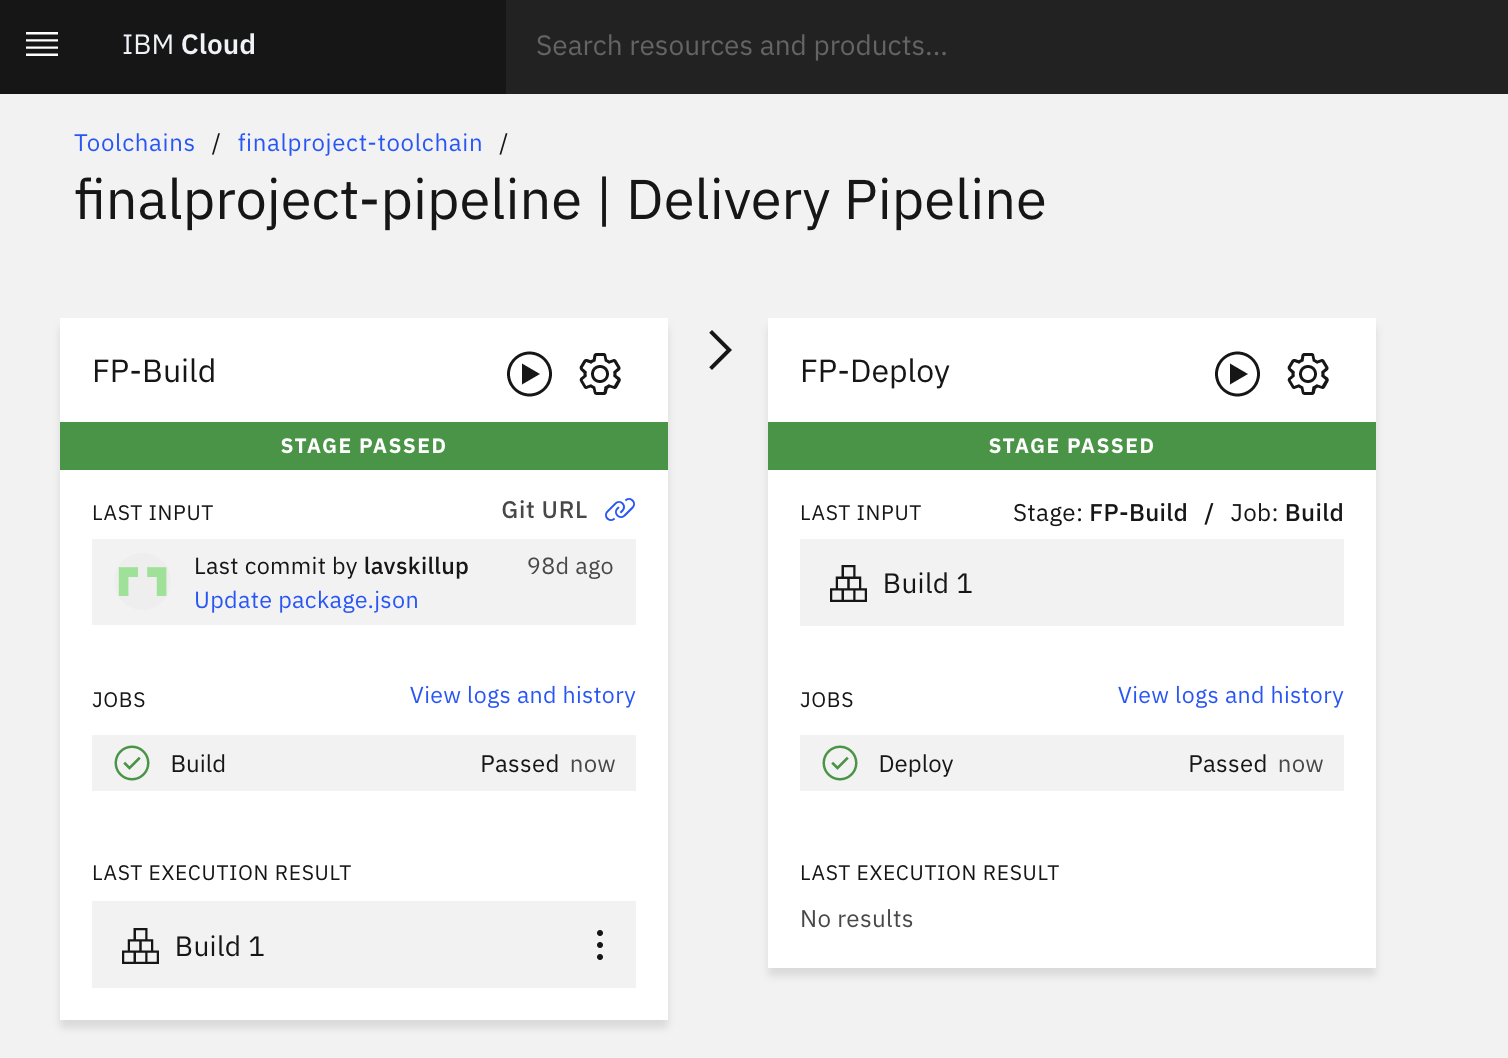 IBM Cloud
Search resources and products...
Toolchains / finalproject-toolchain /
finalproject-pipeline | Delivery Pipeline
FP-Build
STAGE PASSED
LAST INPUT Git URL
Last commit by lavskillup 98d ago
Update package.json
JOBS View logs and history
Build Passed now
LAST EXECUTION RESULT
Build 1
FP-Deploy
STAGE PASSED
LAST INPUT Stage: FP-Build / Job: Build
Build 1
JOBS View logs and history
Deploy Passed now
LAST EXECUTION RESULT
No results